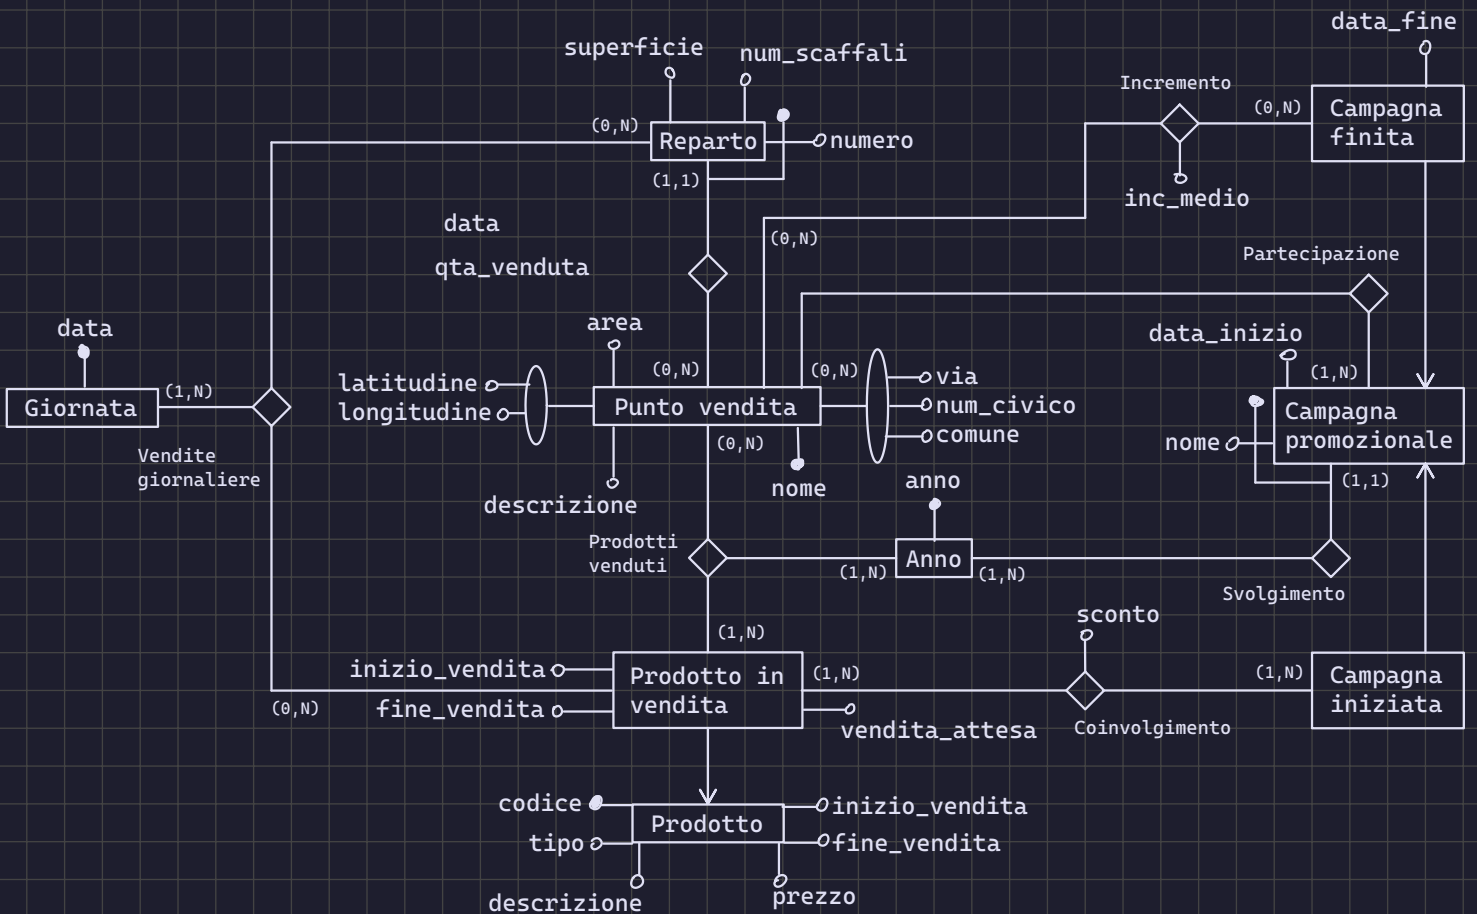 data_fine
superficie
num_scaffali
Incremento
(0,N)
Campagna
finita
(0,N)
Reparto
numero
(1,1)
inc_medio
data
(0,N)
qta_venduta
Partecipazione
data
area
data_inizio
(1,N)
(0,N)
(0,N)
(1,N)
latitudine
longitudine
Giornata
Punto vendita
via
num_civico
comune
Campagna
promozionale
nome
(0,N)
Vendite
giornaliere
descrizione
nome
anno
(1,1)
Prodotti
venduti
(1,N)
Anno
(1,N)
Svolgimento
sconto
(1,N)
inizio_vendita
fine_vendita
(0,N)
Prodotto in
vendita
(1,N)
(1,N)
Campagna
iniziata
vendita_attesa
Coinvolgimento
codice
inizio_vendita
Prodotto
tipo
fine_vendita
descrizione
prezzo